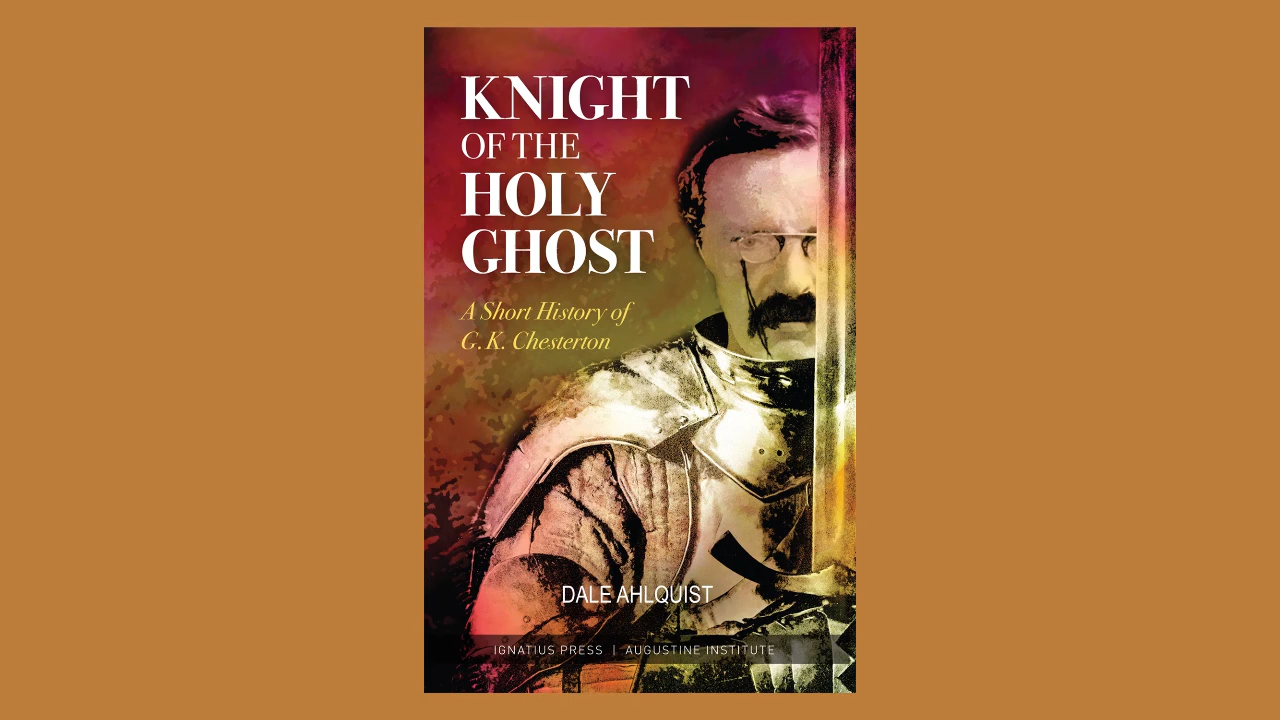 KNIGHT
OF THE
HOLY
GHOST
A Short History of
G. K. Chesterton
DALE AHLQUIST
IGNATIUS PRESS | AUGUSTINE INSTITUTE